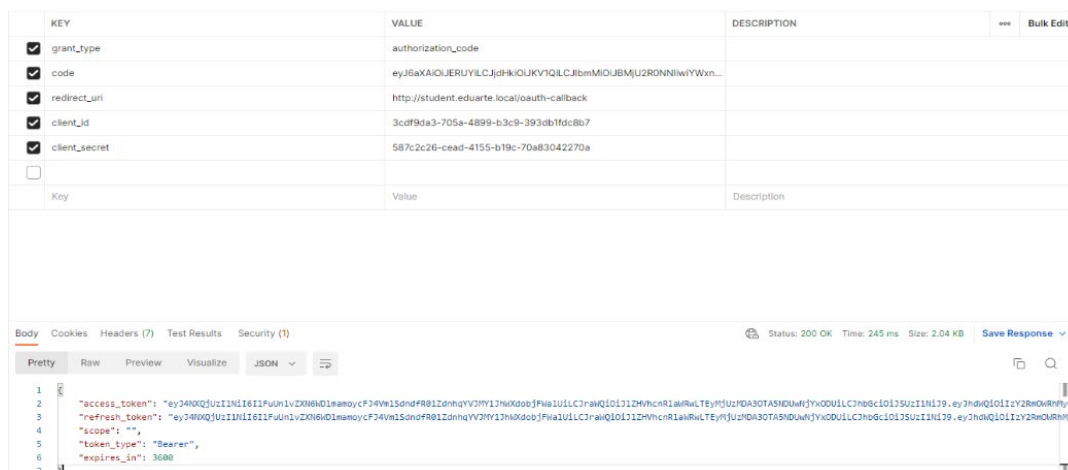 KEY VALUE DESCRIPTION ooo Bulk Edit
grant_type authorization_code
code
redirect_uri http://student.eduarte.local/oauth-callback
client_id 3cdf9da3-705a-4899-b3c9-393db1fdc8b7
client_secret 587c2c26-cead-4155-b19c-70a83042270a
Key Value Description
Body Cookies Headers (7) Test Results Security (1) Status: 200 OK Time: 245 ms Size: 2.04 KB Save Response
Pretty Raw Preview Visualize JSON
1 {
2 "access_token":
3 "refresh_token":
4 "scope": "",
5 "token_type": "Bearer",
6 "expires_in": 3600